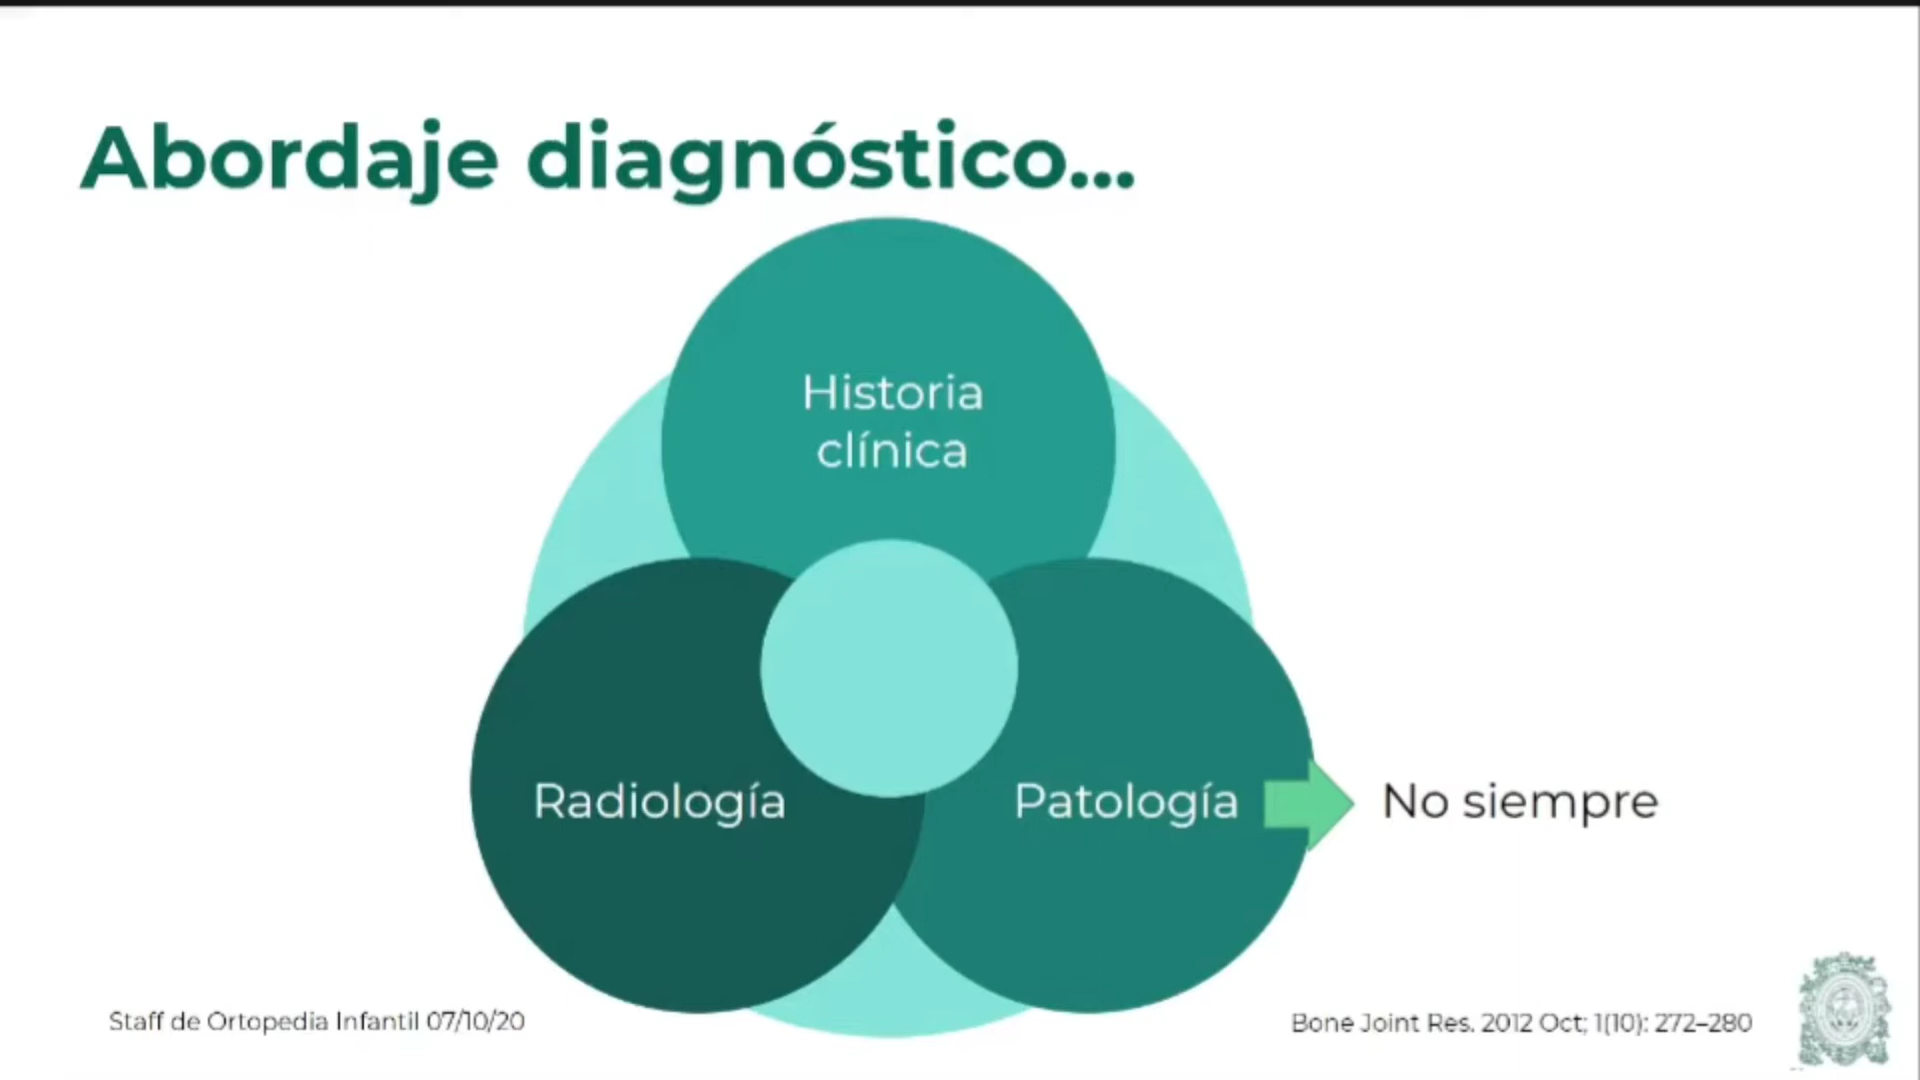 Abordaje diagnóstico...
Historia
clínica
Radiología
Patología
No siempre
Staff de Ortopedia Infantil 07/10/20
Bone Joint Res. 2012 Oct; 1(10): 272–280